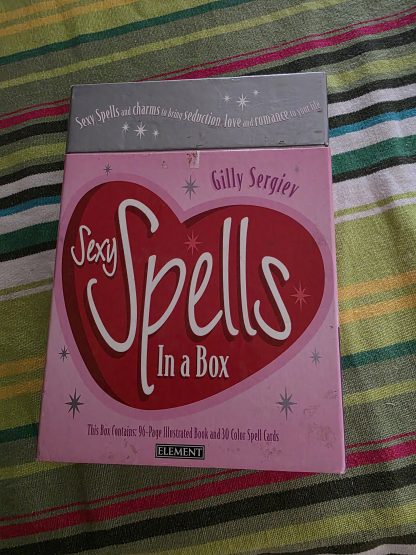 Sexy Spells and charms to bring seduction, love and romance to your life
Gilly Sergiev
Sexy
Spells
In a Box
This Box Contains: 96-Page Illustrated Book and 30 Color Spell Cards
ELEMENT